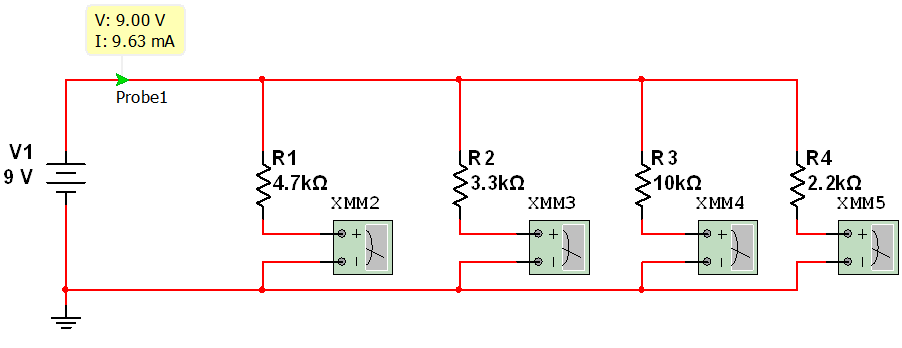 V: 9.00 V
I: 9.63 mA
Probe1
V1
9 V
R1
4.7kΩ
XMM2
R2
3.3kΩ
XMM3
R3
10kΩ
XMM4
R4
2.2kΩ
XMM5